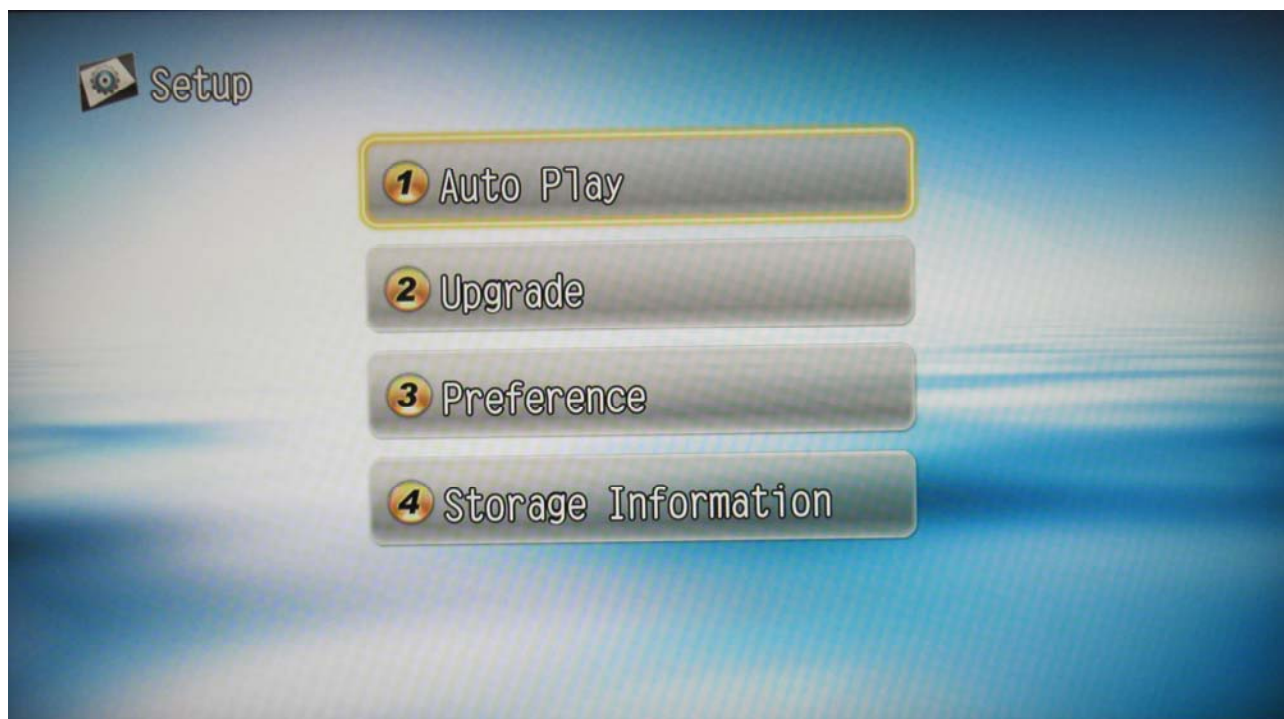 Setup
1 Auto Play
2 Upgrade
3 Preference
4 Storage Information